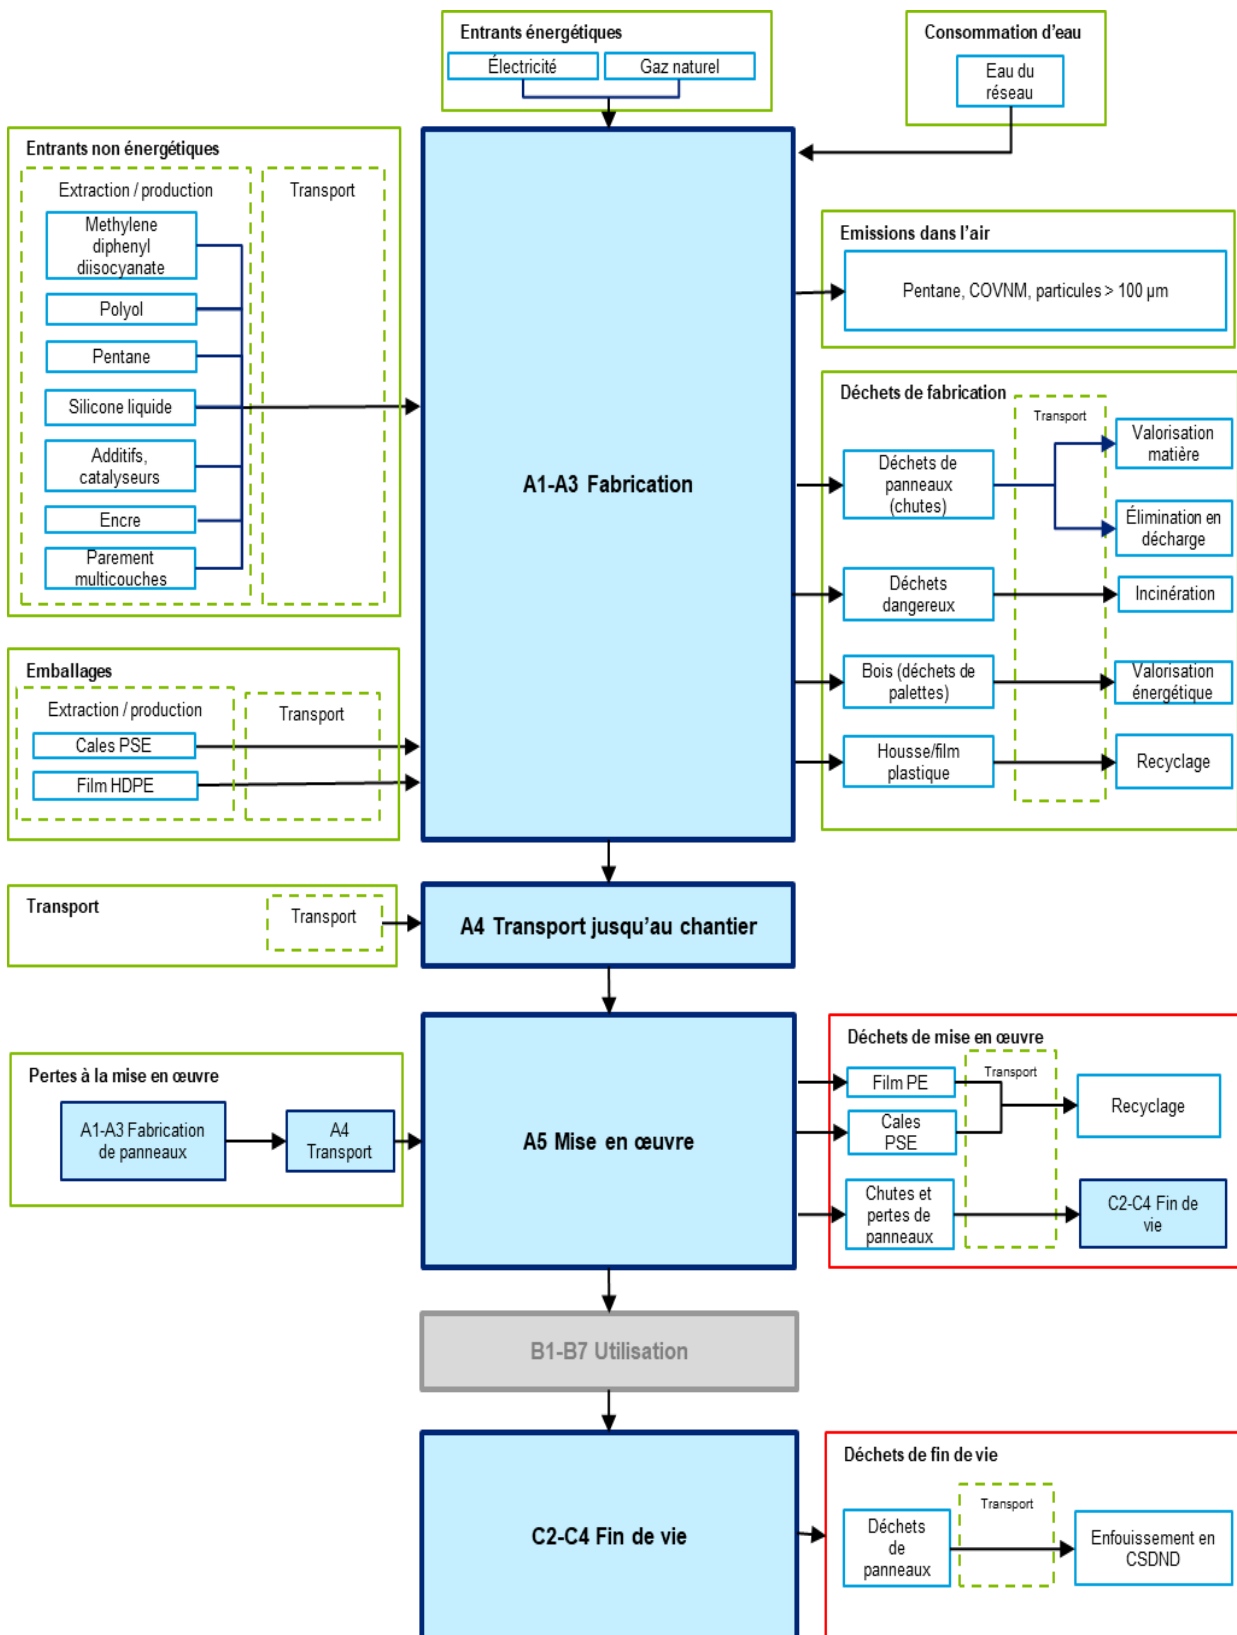 Entrants énergétiques
Électricité
Gaz naturel
Consommation d'eau
Eau du
réseau
Entrants non énergétiques
Extraction / production
Transport
Methylene
diphenyl
diisocyanate
Polyol
Pentane
Silicone liquide
Additifs,
catalyseurs
Encre
Parement
multicouches
A1-A3 Fabrication
Emissions dans l'air
Pentane, COVNM, particules > 100 µm
Déchets de fabrication
Transport
Déchets de
panneaux
(chutes)
Valorisation
matière
Élimination en
décharge
Déchets
dangereux
Incinération
Bois (déchets de
palettes)
Valorisation
énergétique
Housse/film
plastique
Recyclage
Emballages
Extraction / production
Transport
Cales PSE
Film HDPE
Transport
Transport
A4 Transport jusqu'au chantier
Pertes à la mise en œuvre
A1-A3 Fabrication
de panneaux
A4
Transport
A5 Mise en œuvre
Déchets de mise en œuvre
Transport
Film PE
Cales
PSE
Recyclage
Chutes et
pertes de
panneaux
C2-C4 Fin de
vie
B1-B7 Utilisation
C2-C4 Fin de vie
Déchets de fin de vie
Transport
Déchets
de
panneaux
Enfouissement en
CSDND